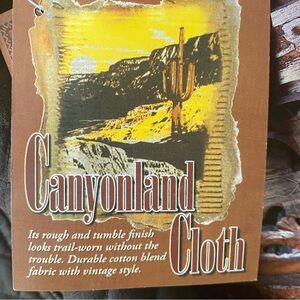 Canyonland
Cloth
Its rough and tumble finish
looks trail-worn without the
trouble. Durable cotton blend
fabric with vintage style.